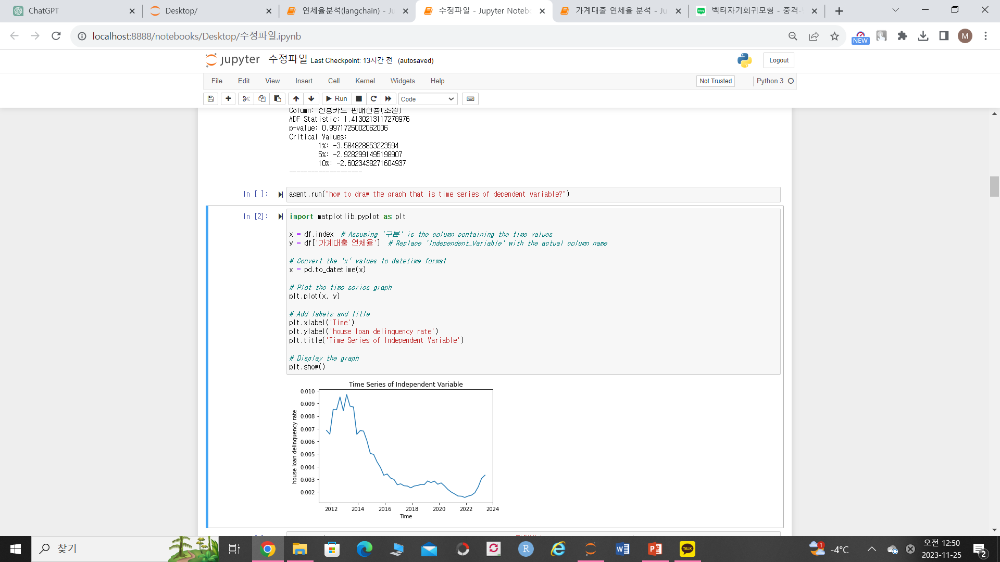 ChatGPT
Desktop/
연체율분석(langchain) - Ju
수정파일 - Jupyter Notebo
가계대출 연체율 분석 - Ju
벡터자기회귀모형 - 충격-
localhost:8888/notebooks/Desktop/수정파일.ipynb
NEW
M
jupyter 수정파일 Last Checkpoint: 13시간 전 (autosaved)
Logout
File Edit View Insert Cell Kernel Widgets Help
Not Trusted
Python 3
Run
Code
Column: 신용카드 판매신용(조원)
ADF Statistic: 1.4130213117278976
p-value: 0.9971725002062006
Critical Values:
1%: -3.584828853223594
5%: -2.9282991495198907
10%: -2.6023438271604937
--------------------
In [ ]: agent.run("how to draw the graph that is time series of dependent variable?")
In [2]: import matplotlib.pyplot as plt
x = df.index # Assuming '구분' is the column containing the time values
y = df['가계대출 연체율'] # Replace 'Independent_Variable' with the actual column name
# Convert the 'x' values to datetime format
x = pd.to_datetime(x)
# Plot the time series graph
plt.plot(x, y)
# Add labels and title
plt.xlabel('Time')
plt.ylabel('house loan delinquency rate')
plt.title('Time Series of Independent Variable')
# Display the graph
plt.show()
Time Series of Independent Variable
house loan delinquency rate
0.010
0.009
0.008
0.007
0.006
0.005
0.004
0.003
0.002
2012 2014 2016 2018 2020 2022 2024
Time
찾기
R
TALK
1
-4°C
오전 12:50
2023-11-25
2